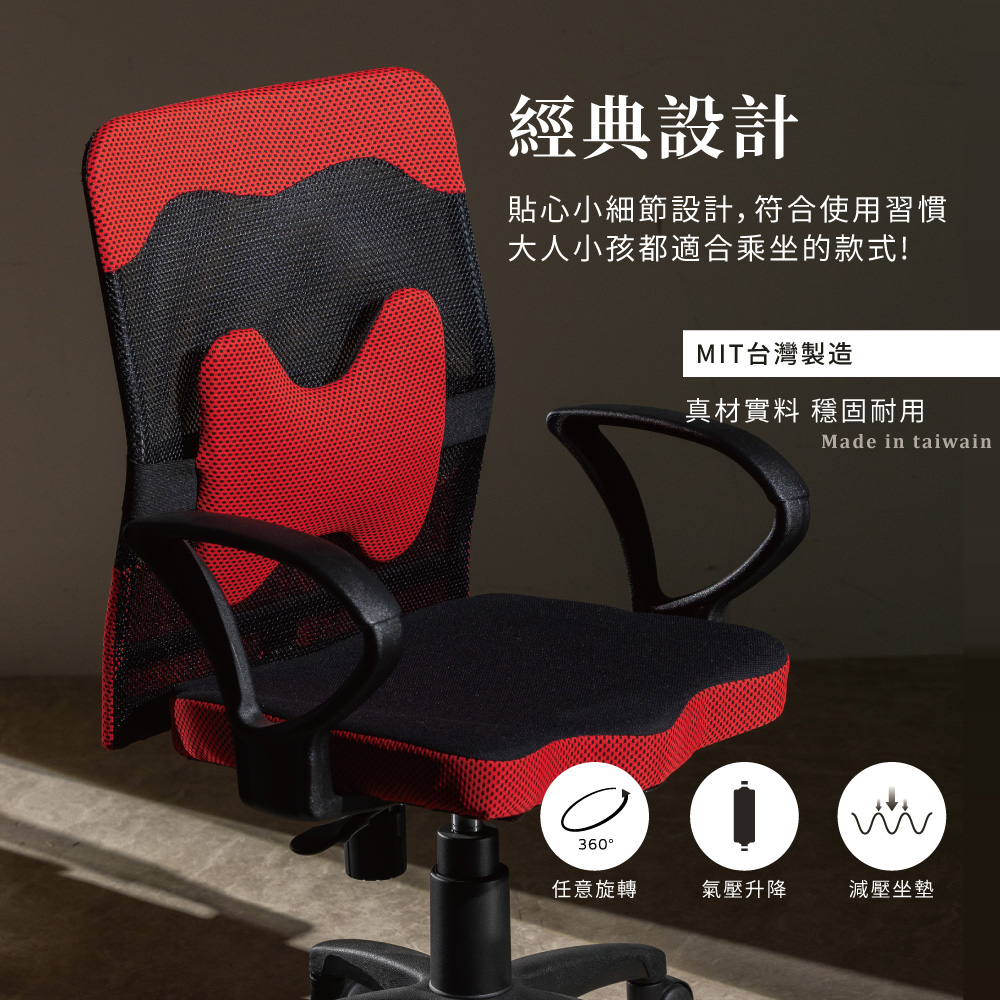 經典設計
貼心小細節設計，符合使用習慣
大人小孩都適合乘坐的款式！
MIT台灣製造
真材實料 穩固耐用
Made in taiwain
360°
任意旋轉
氣壓升降
減壓坐墊